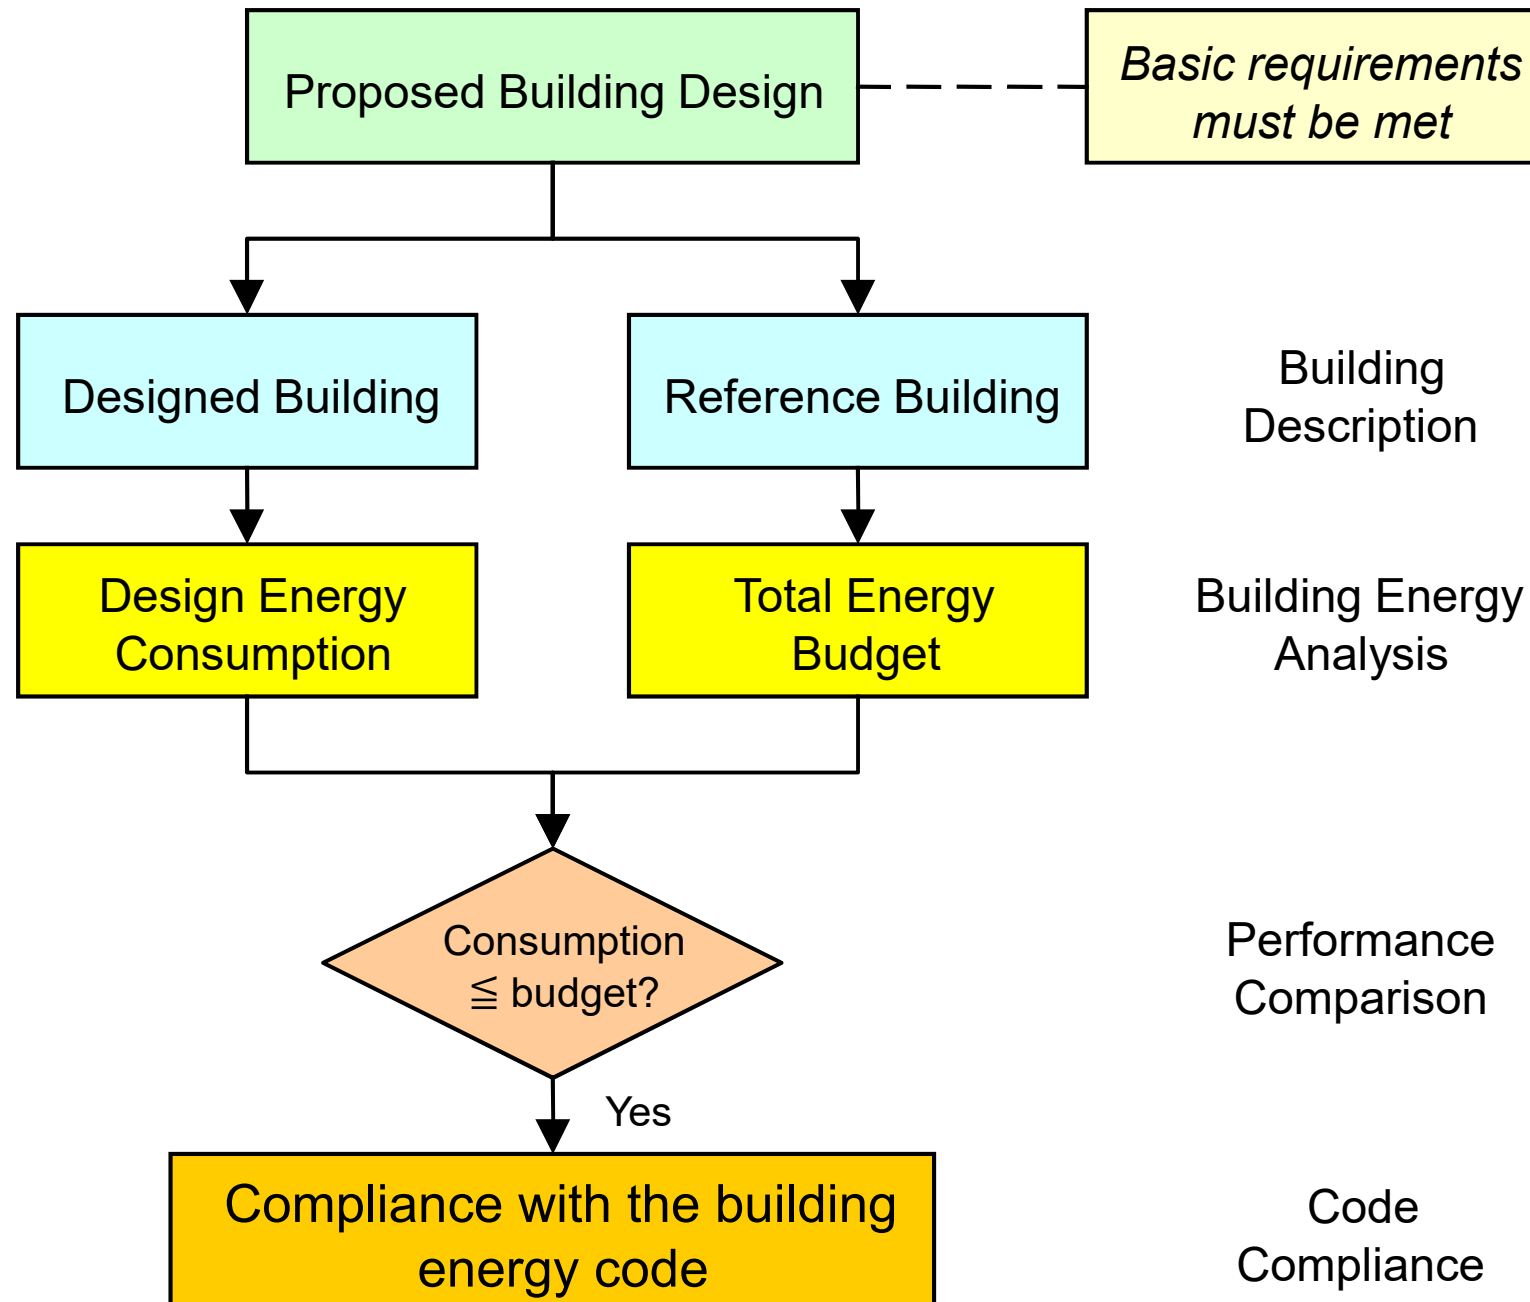 Proposed Building Design
Basic requirements
must be met
Designed Building
Reference Building
Building
Description
Design Energy
Consumption
Total Energy
Budget
Building Energy
Analysis
Consumption
≦ budget?
Performance
Comparison
Yes
Compliance with the building
energy code
Code
Compliance